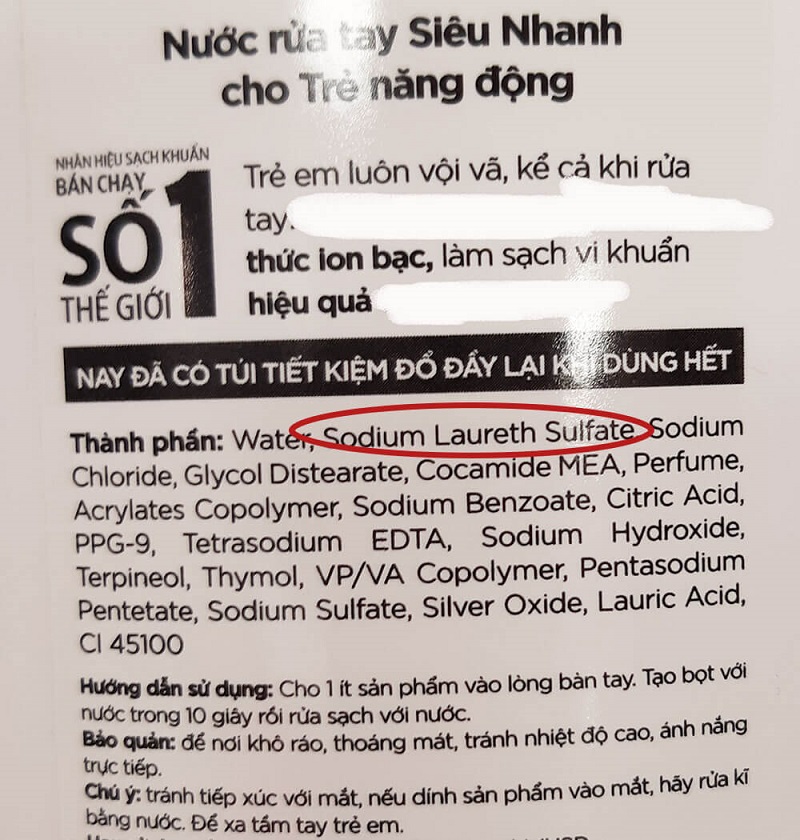 Nước rửa tay Siêu Nhanh
cho Trẻ năng động
NHÃN HIỆU SẠCH KHUẨN
BÁN CHẠY
SỐ 1
THẾ GIỚI
Trẻ em luôn vội vã, kể cả khi rửa
tay.
thức ion bạc, làm sạch vi khuẩn
hiệu quả
NAY ĐÃ CÓ TÚI TIẾT KIỆM ĐỔ ĐẦY LẠI KHI DÙNG HẾT
Thành phần: Water, Sodium Laureth Sulfate, Sodium
Chloride, Glycol Distearate, Cocamide MEA, Perfume,
Acrylates Copolymer, Sodium Benzoate, Citric Acid,
PPG-9, Tetrasodium EDTA, Sodium Hydroxide,
Terpineol, Thymol, VP/VA Copolymer, Pentasodium
Pentetate, Sodium Sulfate, Silver Oxide, Lauric Acid,
CI 45100
Hướng dẫn sử dụng: Cho 1 ít sản phẩm vào lòng bàn tay. Tạo bọt với
nước trong 10 giây rồi rửa sạch với nước.
Bảo quản: để nơi khô ráo, thoáng mát, tránh nhiệt độ cao, ánh nắng
trực tiếp.
Chú ý: tránh tiếp xúc với mắt, nếu dính sản phẩm vào mắt, hãy rửa kĩ
bằng nước. Để xa tầm tay trẻ em.